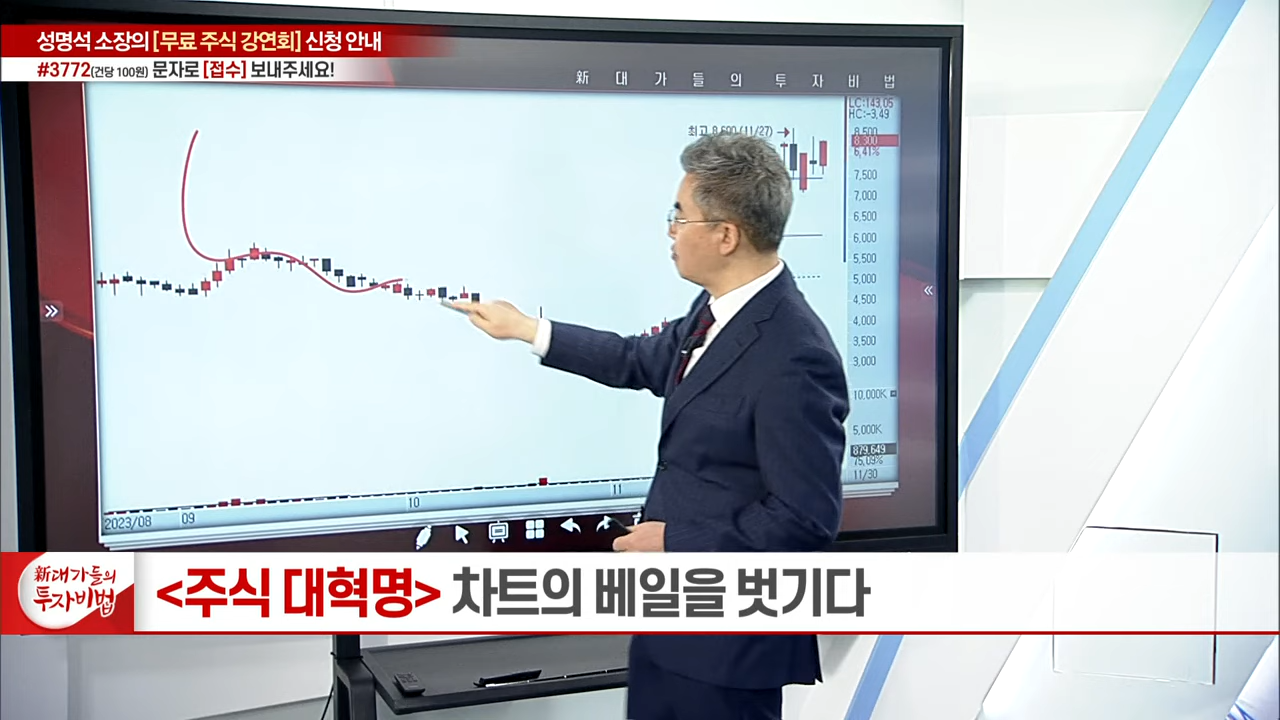 성명석 소장의 [무료 주식 강연회] 신청 안내
#3772(건당 100원) 문자로 [접수] 보내주세요!
新 대 가 들 의 투 자 비 법
LC:143.05
HC:-3.49
최고 8,600 (11/27)
8,500
8,300
6.41%
7,500
7,000
6,500
6,000
5,500
5,000
4,500
4,000
3,500
3,000
10,000K
5,000K
879,649
75.09%
11/30
2023/08
09
10
11
新대가들의
투자비법
<주식 대혁명> 차트의 베일을 벗기다